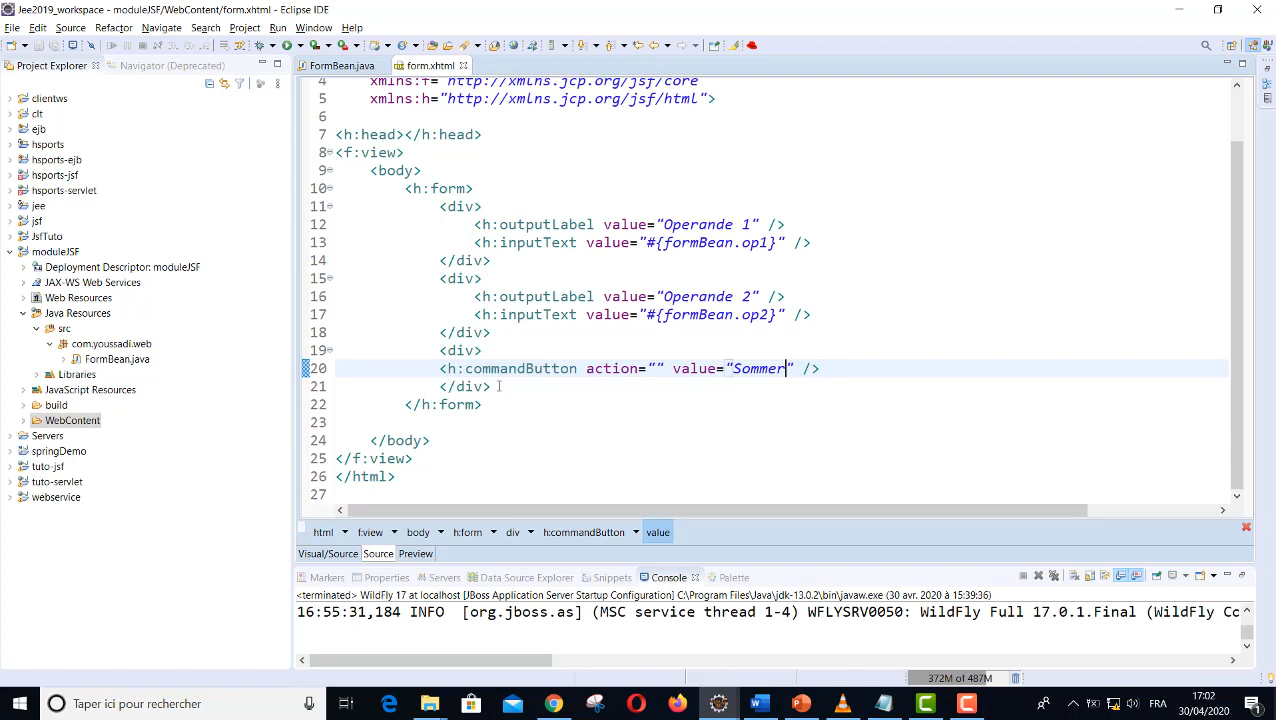 Jee2019_workspace - moduleJSF/WebContent/form.xhtml - Eclipse IDE
File Edit Source Refactor Navigate Search Project Run Window Help
Project Explorer Navigator (Deprecated)
FormBean.java form.xhtml
clientws
clt
ejb
hsports
hsports-ejb
hsports-jsf
hsports-servlet
jee
jsf
JsfTuto
moduleJSF
Deployment Descriptor: moduleJSF
JAX-WS Web Services
Web Resources
Java Resources
src
com.youssadi.web
FormBean.java
Libraries
JavaScript Resources
build
WebContent
Servers
springDemo
tuto-jsf
tuto-servlet
webservice
4 xmlns:f="http://xmlns.jcp.org/jsf/core
5 xmlns:h="http://xmlns.jcp.org/jsf/html">
6
7 <h:head></h:head>
8 <f:view>
9 <body>
10 <h:form>
11 <div>
12 <h:outputLabel value="Operande 1" />
13 <h:inputText value="#{formBean.op1}" />
14 </div>
15 <div>
16 <h:outputLabel value="Operande 2" />
17 <h:inputText value="#{formBean.op2}" />
18 </div>
19 <div>
20 <h:commandButton action="" value="Sommer" />
21 </div>
22 </h:form>
23
24 </body>
25 </f:view>
26 </html>
27
html f:view body h:form div h:commandButton value
Visual/Source Source Preview
Markers Properties Servers Data Source Explorer Snippets Console Palette
<terminated> WildFly 17 at localhost [JBoss Application Server Startup Configuration] C:\Program Files\Java\jdk-13.0.2\bin\javaw.exe (30 avr. 2020 à 15:39:36)
16:55:31,184 INFO [org.jboss.as] (MSC service thread 1-4) WFLYSRV0050: WildFly Full 17.0.1.Final (WildFly Cc
372M of 487M
Taper ici pour rechercher
FRA
17:02
30/04/2020